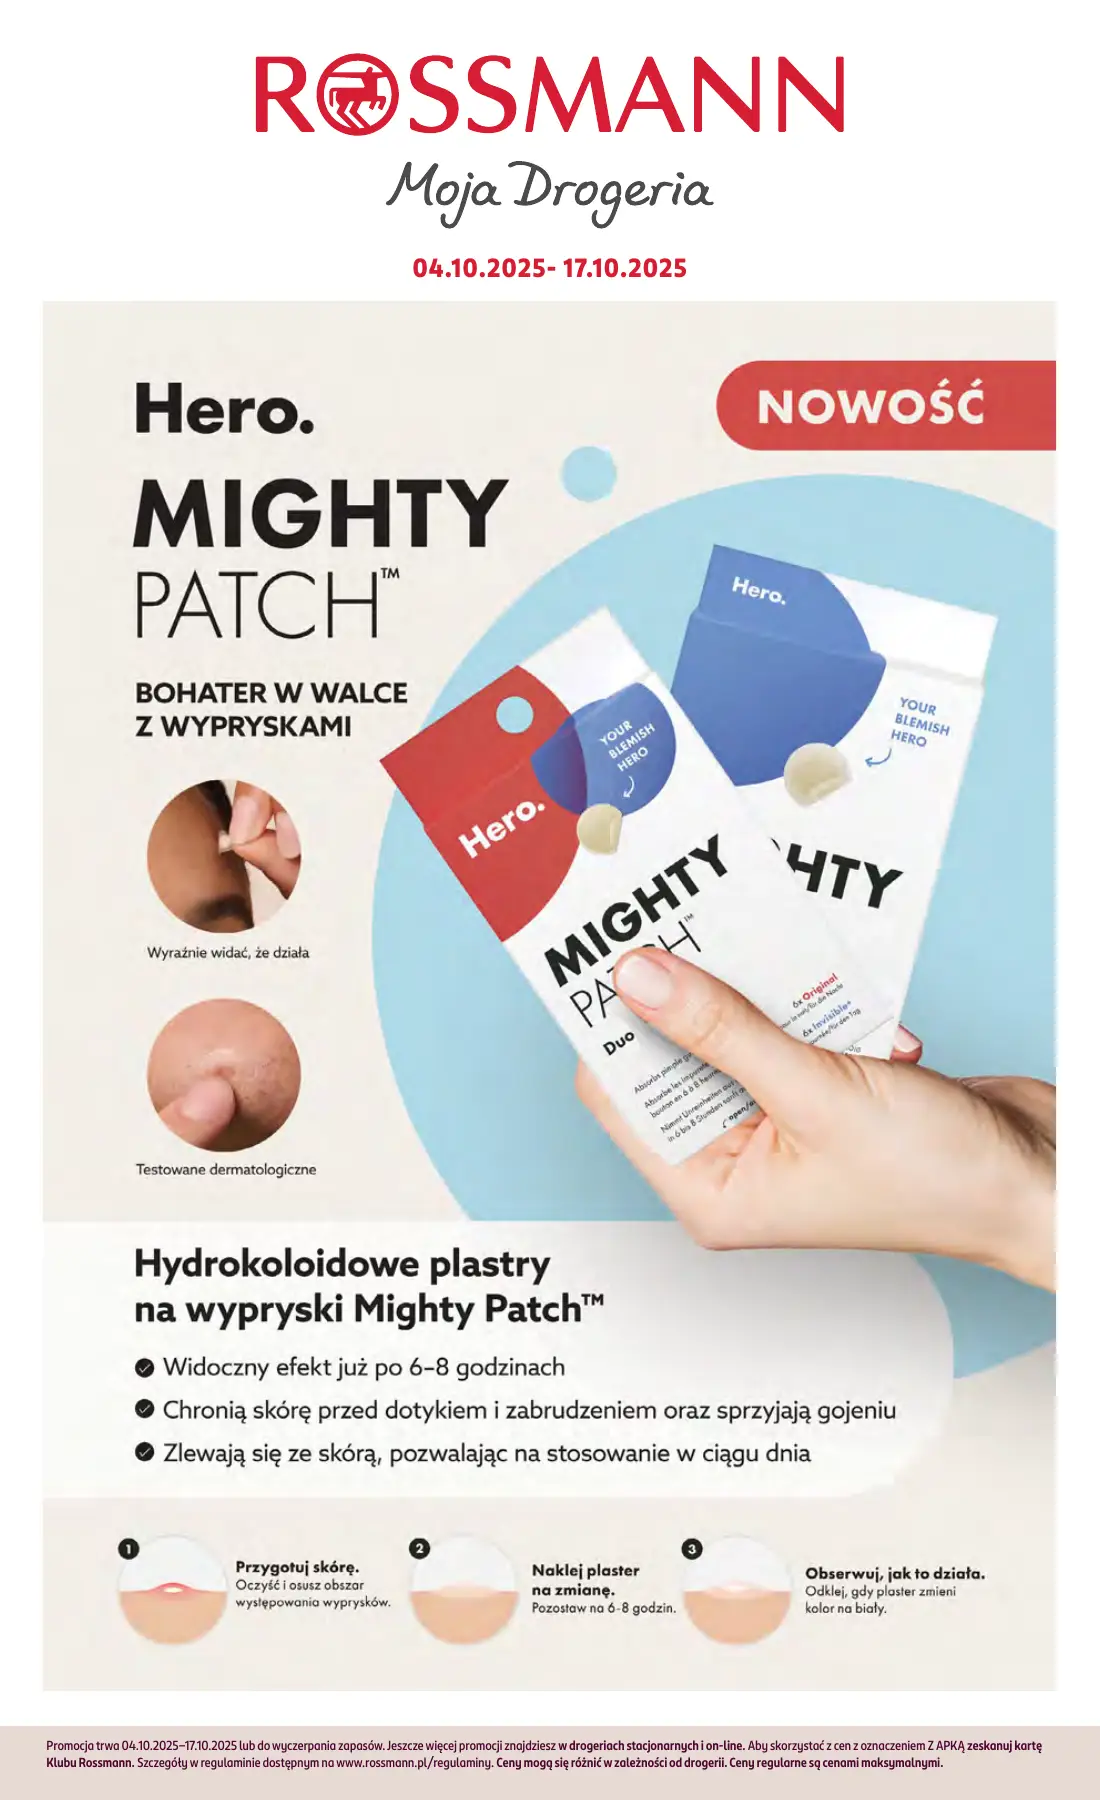 ROSSMANN
Moja Drogeria
04.10.2025- 17.10.2025
Hero.
NOWOŚĆ
MIGHTY
PATCH™
BOHATER W WALCE
Z WYPRYSKAMI
Hero.
YOUR
BLEMISH
HERO
HTY
Hero.
YOUR
BLEMISH
HERO
MIGHTY
PATCH™
Duo
6x Original
6x Invisible+
Wyraźnie widać, że działa
Testowane dermatologiczne
Hydrokoloidowe plastry
na wypryski Mighty Patch™
Widoczny efekt już po 6–8 godzinach
Chronią skórę przed dotykiem i zabrudzeniem oraz sprzyjają gojeniu
Zlewają się ze skórą, pozwalając na stosowanie w ciągu dnia
1
Przygotuj skórę.
Oczyść i osusz obszar
występowania wyprysków.
2
Naklej plaster
na zmianę.
Pozostaw na 6-8 godzin.
3
Obserwuj, jak to działa.
Odklej, gdy plaster zmieni
kolor na biały.
Promocja trwa 04.10.2025–17.10.2025 lub do wyczerpania zapasów. Jeszcze więcej promocji znajdziesz w drogeriach stacjonarnych i on-line. Aby skorzystać z cen z oznaczeniem Z APKĄ zeskanuj kartę
Klubu Rossmann. Szczegóły w regulaminie dostępnym na www.rossmann.pl/regulaminy. Ceny mogą się różnić w zależności od drogerii. Ceny regularne są cenami maksymalnymi.